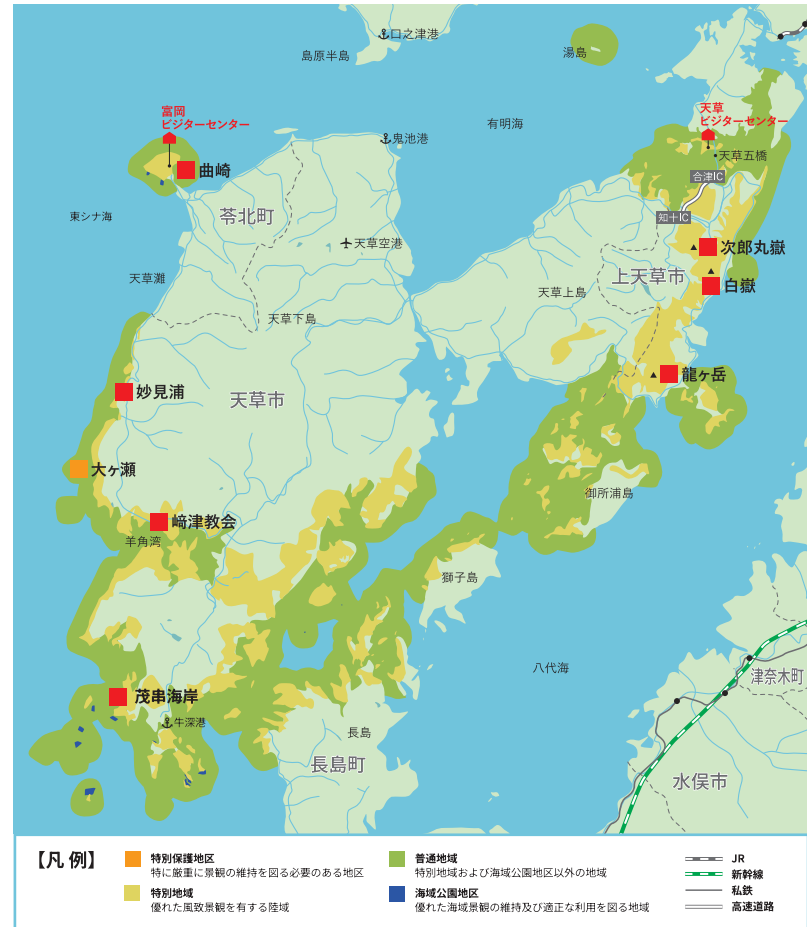 口之津港
島原半島
湯島
富岡
ビジターセンター
有明海
天草
ビジターセンター
鬼池港
天草五橋
曲崎
合津IC
苓北町
東シナ海
知十IC
天草空港
次郎丸嶽
天草灘
上天草市
白嶽
天草上島
天草下島
龍ヶ岳
妙見浦
天草市
大ヶ瀬
御所浦島
﨑津教会
羊角湾
獅子島
八代海
津奈木町
茂串海岸
牛深港
長島
長島町
水俣市
【凡 例】
特別保護地区
特に厳重に景観の維持を図る必要のある地区
特別地域
優れた風致景観を有する陸域
普通地域
特別地域および海域公園地区以外の地域
海域公園地区
優れた海域景観の維持及び適正な利用を図る地域
JR
新幹線
私鉄
高速道路